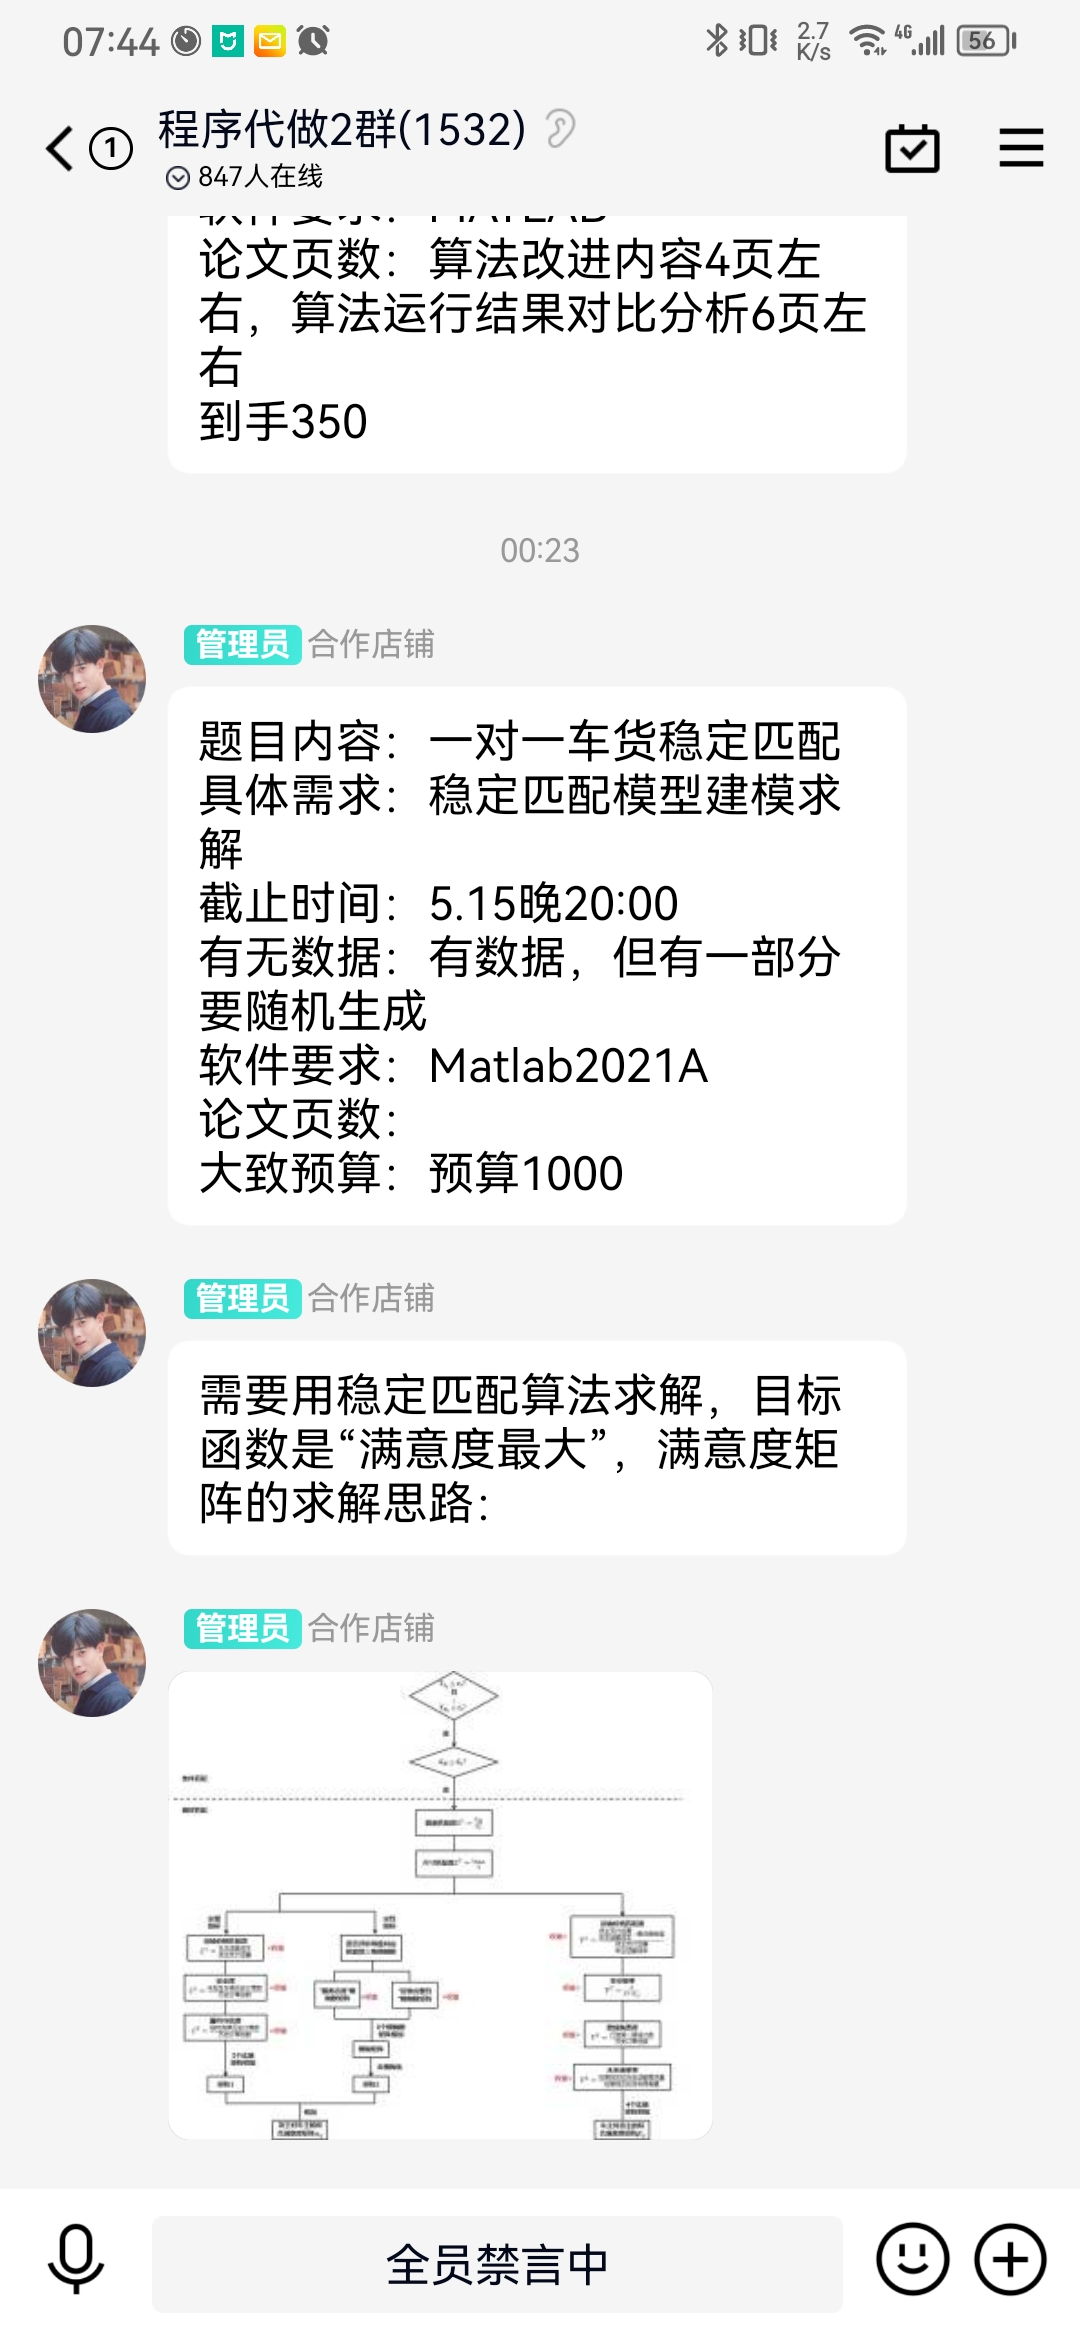 07:44
2.7
K/s
4G
56
1
程序代做2群(1532)
847人在线
软件要求：MATLAB
论文页数：算法改进内容4页左
右，算法运行结果对比分析6页左
右
到手350
00:23
管理员 合作店铺
题目内容：一对一车货稳定匹配
具体需求：稳定匹配模型建模求
解
截止时间：5.15晚20:00
有无数据：有数据，但有一部分
要随机生成
软件要求：Matlab2021A
论文页数：
大致预算：预算1000
管理员 合作店铺
需要用稳定匹配算法求解，目标
函数是“满意度最大”，满意度矩
阵的求解思路：
管理员 合作店铺
全员禁言中